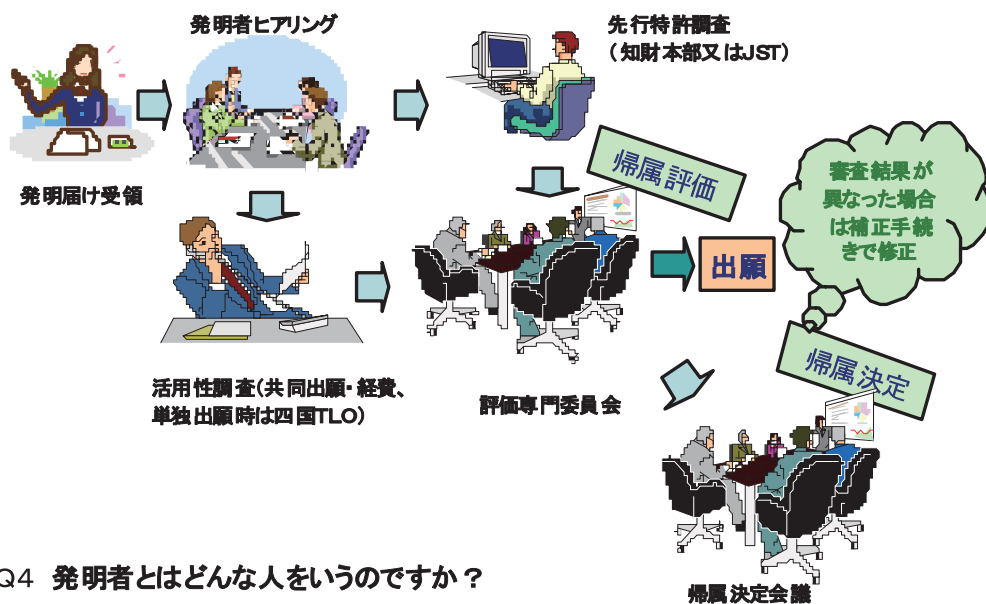 発明者ヒアリング
先行特許調査
(知財本部又はJST)
発明届け受領
帰属評価
審査結果が
異なった場合
は補正手続
きで修正
出願
帰属決定
活用性調査(共同出願・経費、
単独出願時は四国TLO)
評価専門委員会
帰属決定会議
Q4 発明者とはどんな人をいうのですか?